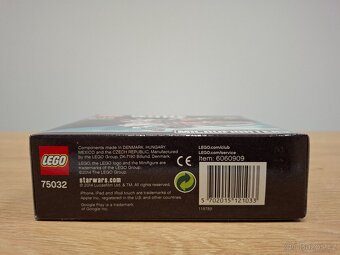 LEGO
75032
Components made in DENMARK, HUNGARY
MEXICO and the CZECH REPUBLIC. Manufactured
by the LEGO Group, DK-7190 Billund, Denmark.
LEGO, the LEGO logo and the Minifigure are
trademarks of the LEGO Group.
©2014 The LEGO Group.
starwars.com
© 2014 Lucasfilm Ltd. & TM. All rights reserved.
iPhone, iPad and iPod touch are trademarks of
Apple Inc., registered in the U.S. and other countries.
Google Play is a trademark
of Google Inc.
CE
LEGO.com/club
LEGO.com/service
Item: 6060909
5 702015 121033